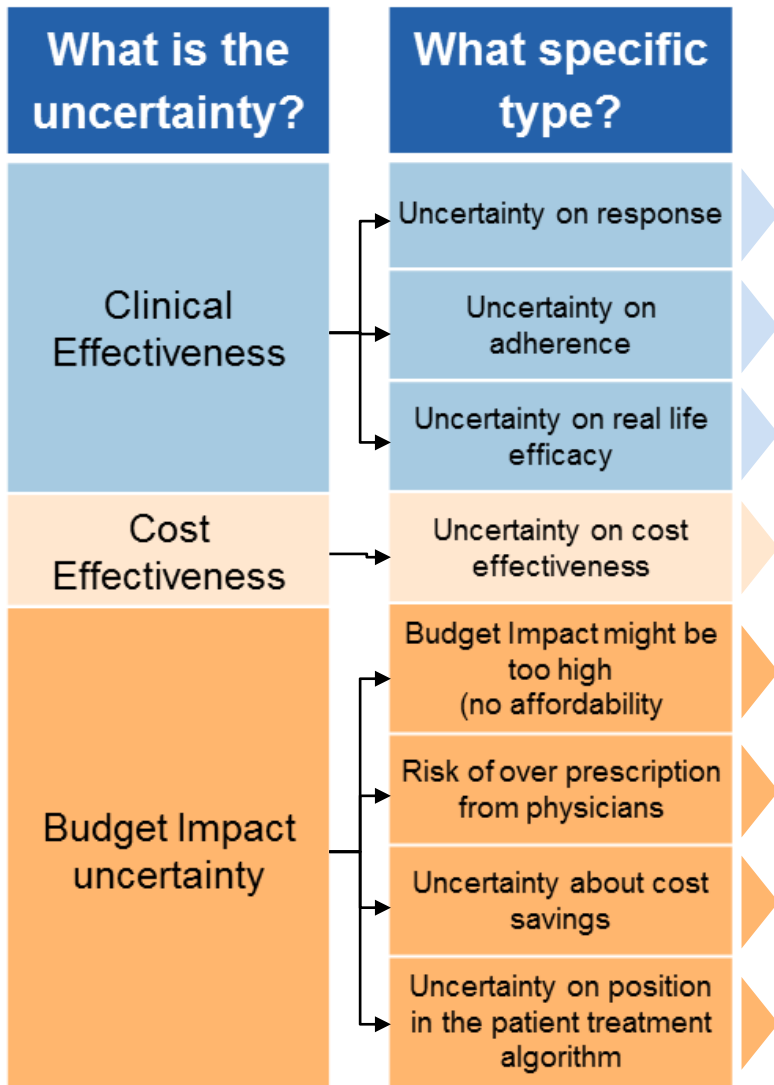 What is the
uncertainty?
What specific
type?
Clinical
Effectiveness
Uncertainty on response
Uncertainty on
adherence
Uncertainty on real life
efficacy
Cost
Effectiveness
Uncertainty on cost
effectiveness
Budget Impact
uncertainty
Budget Impact might be
too high
(no affordability
Risk of over prescription
from physicians
Uncertainty about cost
savings
Uncertainty on position
in the patient treatment
algorithm